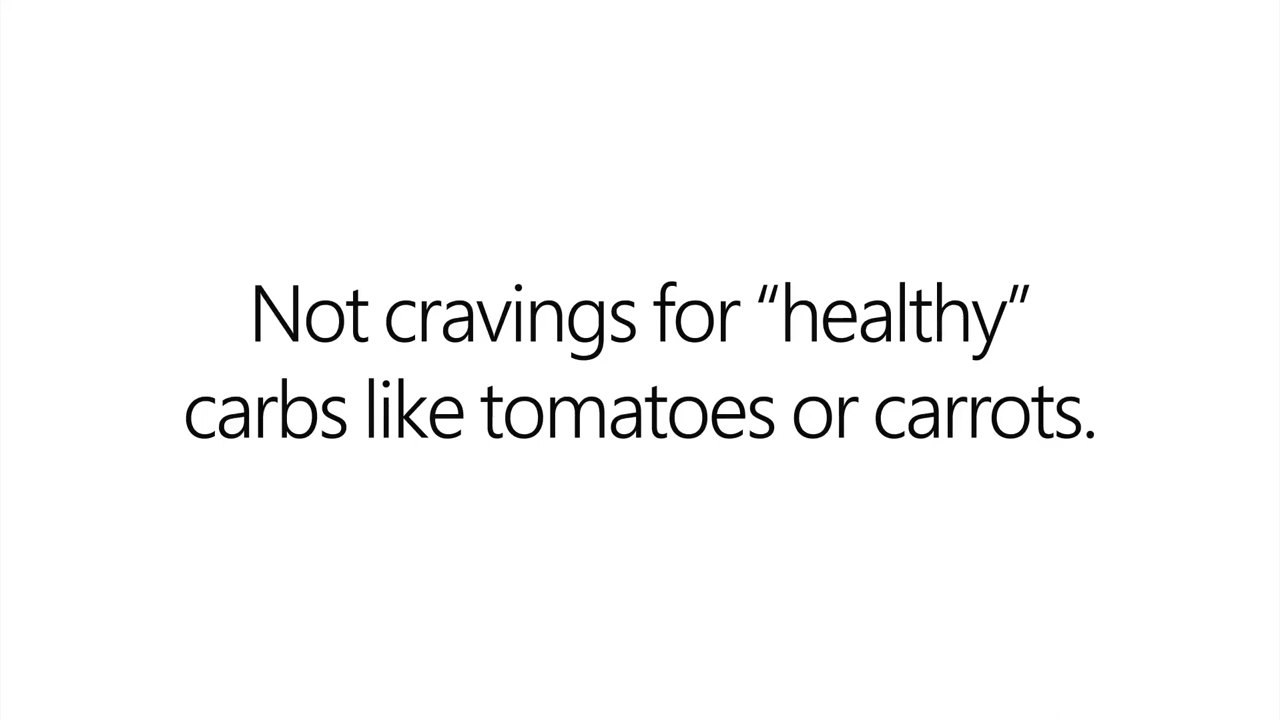 Not cravings for “healthy”
carbs like tomatoes or carrots.